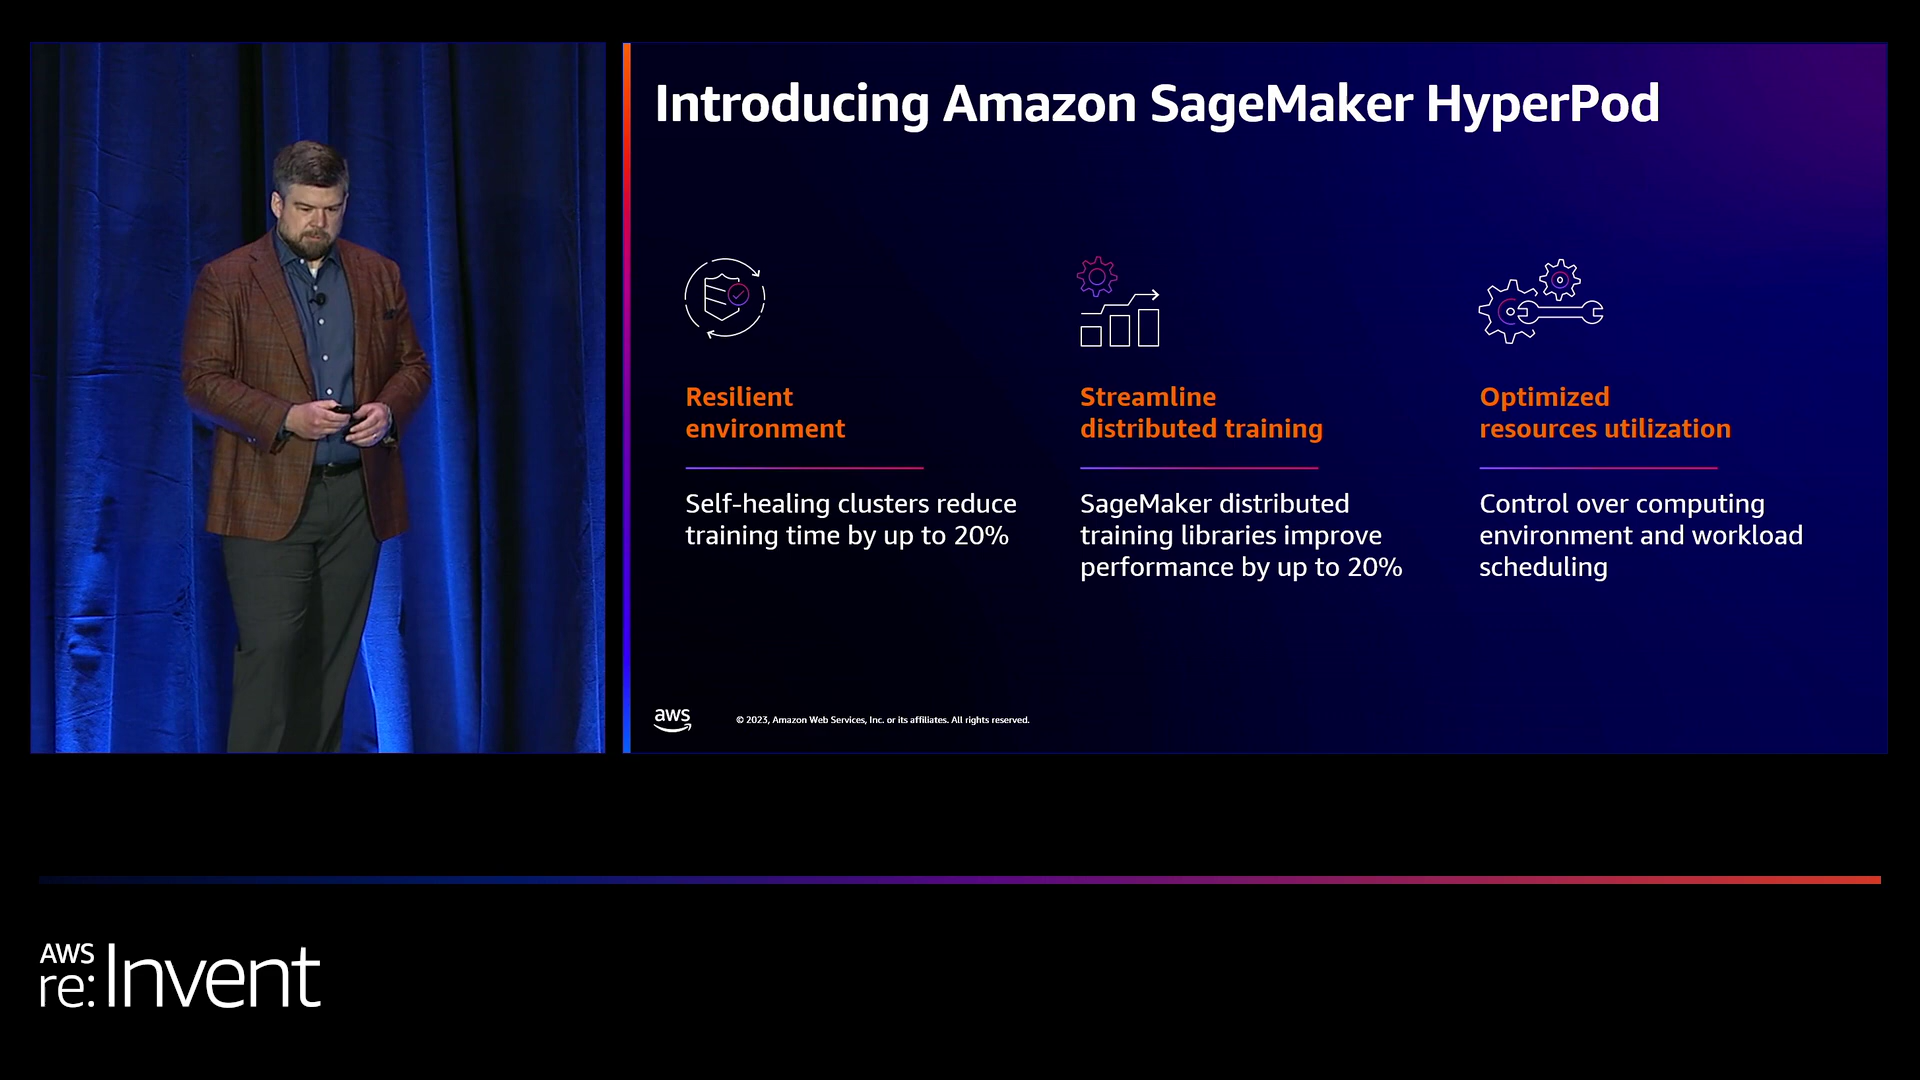 Introducing Amazon SageMaker HyperPod
Resilient
environment
Self-healing clusters reduce
training time by up to 20%
Streamline
distributed training
SageMaker distributed
training libraries improve
performance by up to 20%
Optimized
resources utilization
Control over computing
environment and workload
scheduling
aws
© 2023, Amazon Web Services, Inc. or its affiliates. All rights reserved.
AWS
re:Invent